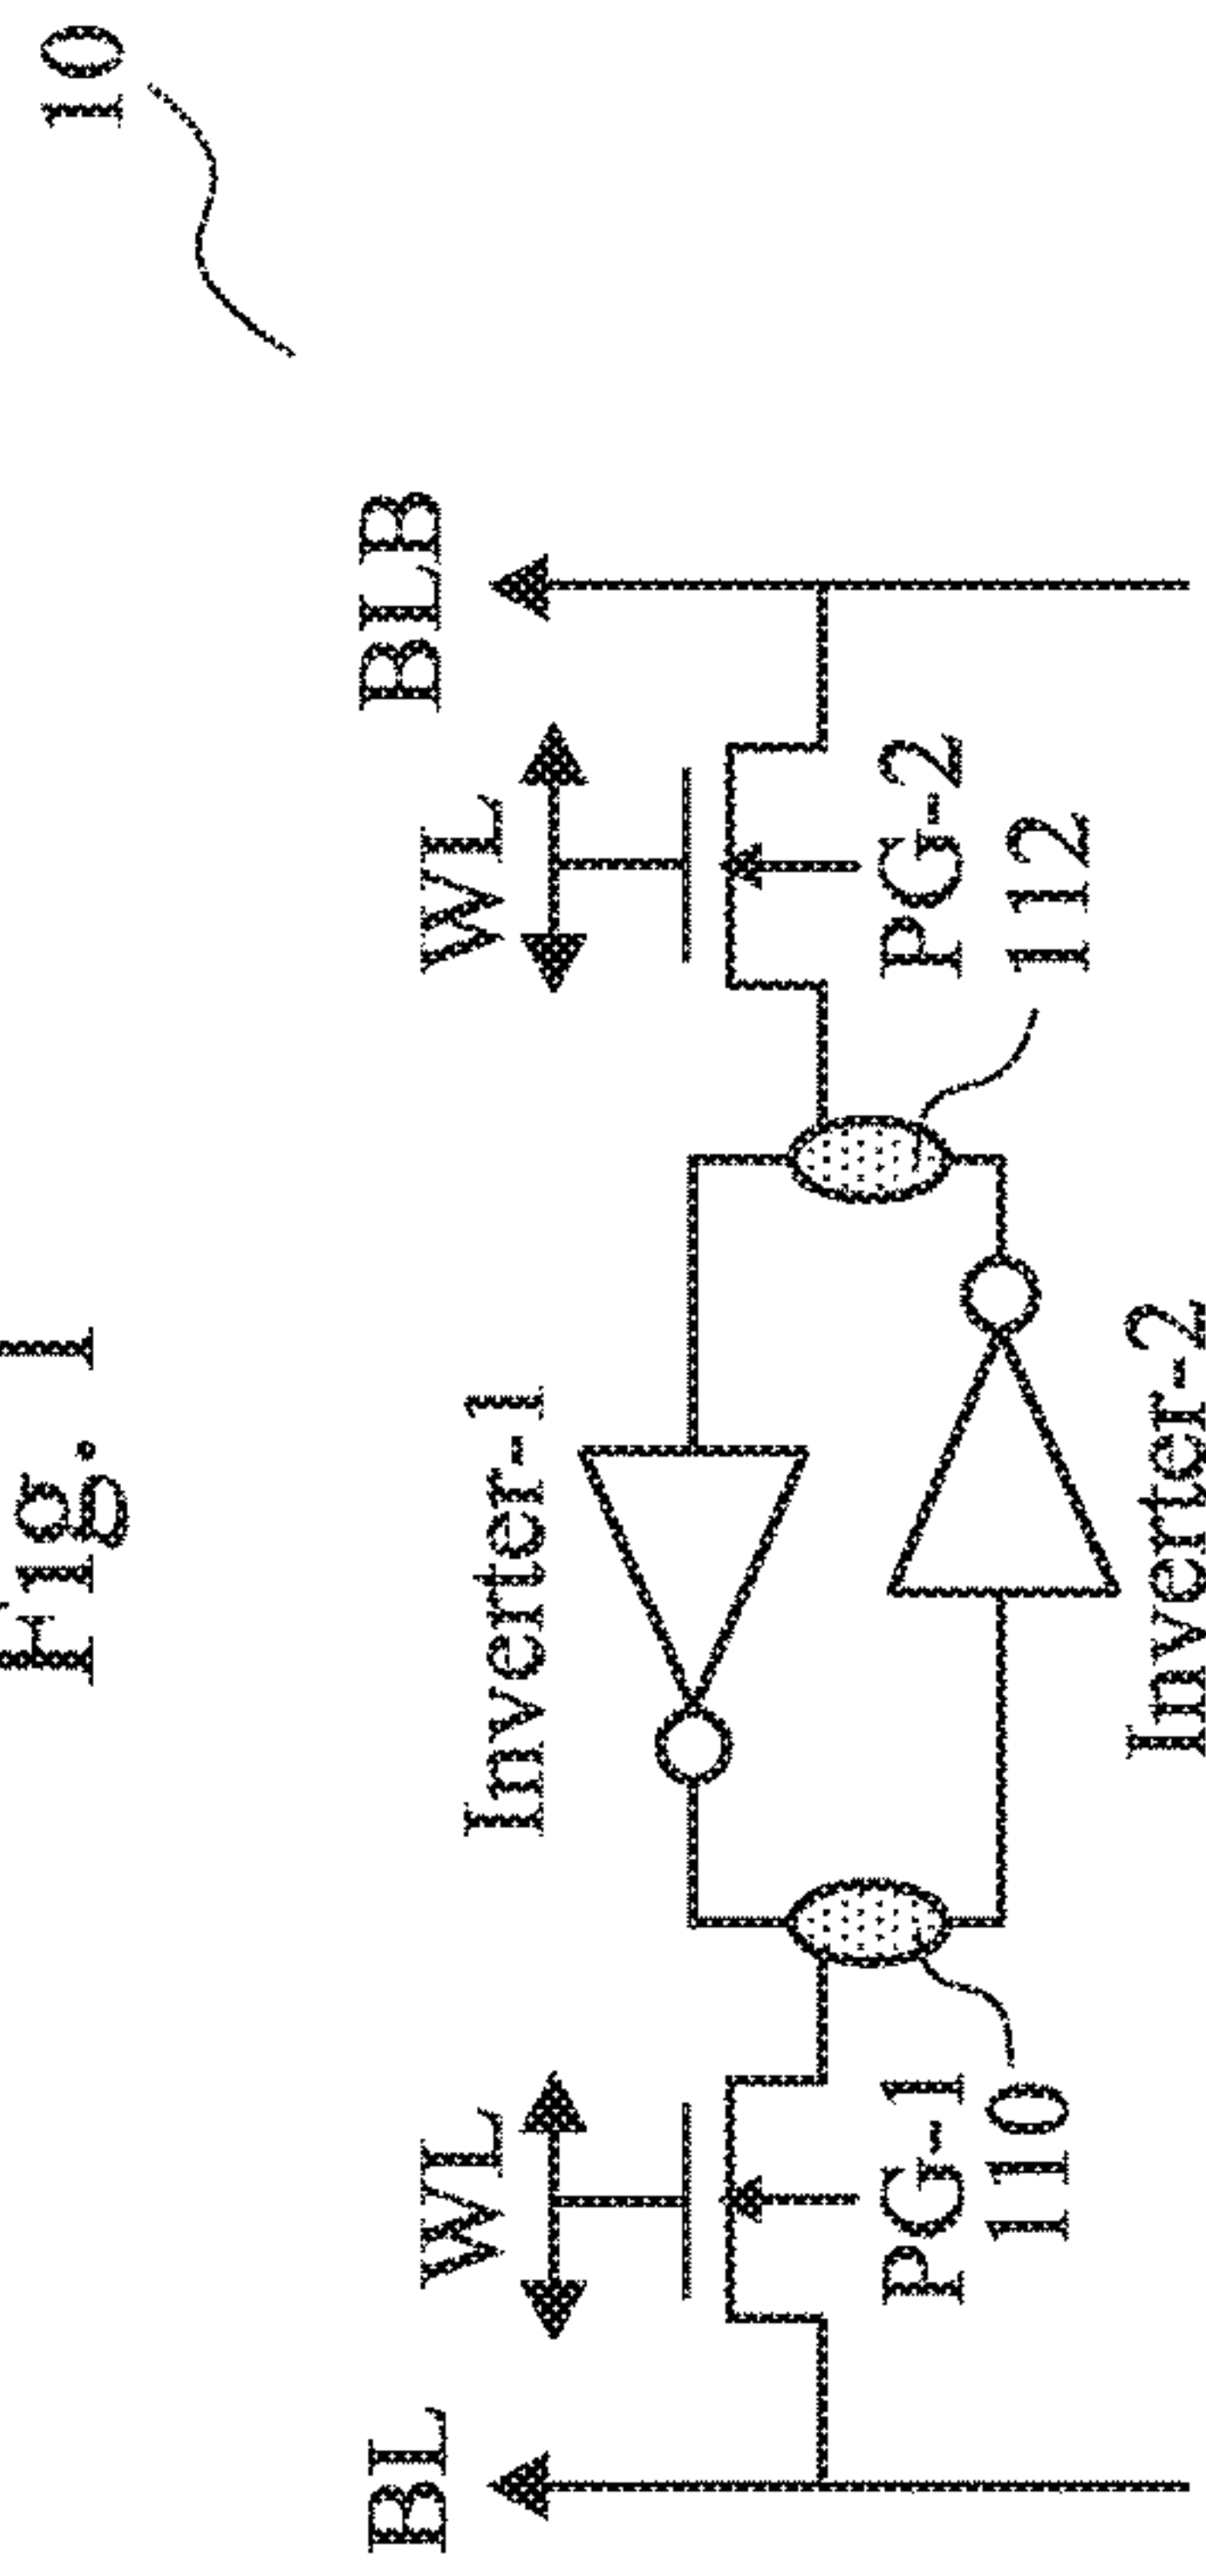 Fig. 1
10
BL
WL
Inverter-1
WL
BLB
PG-1
110
PG-2
112
Inverter-2